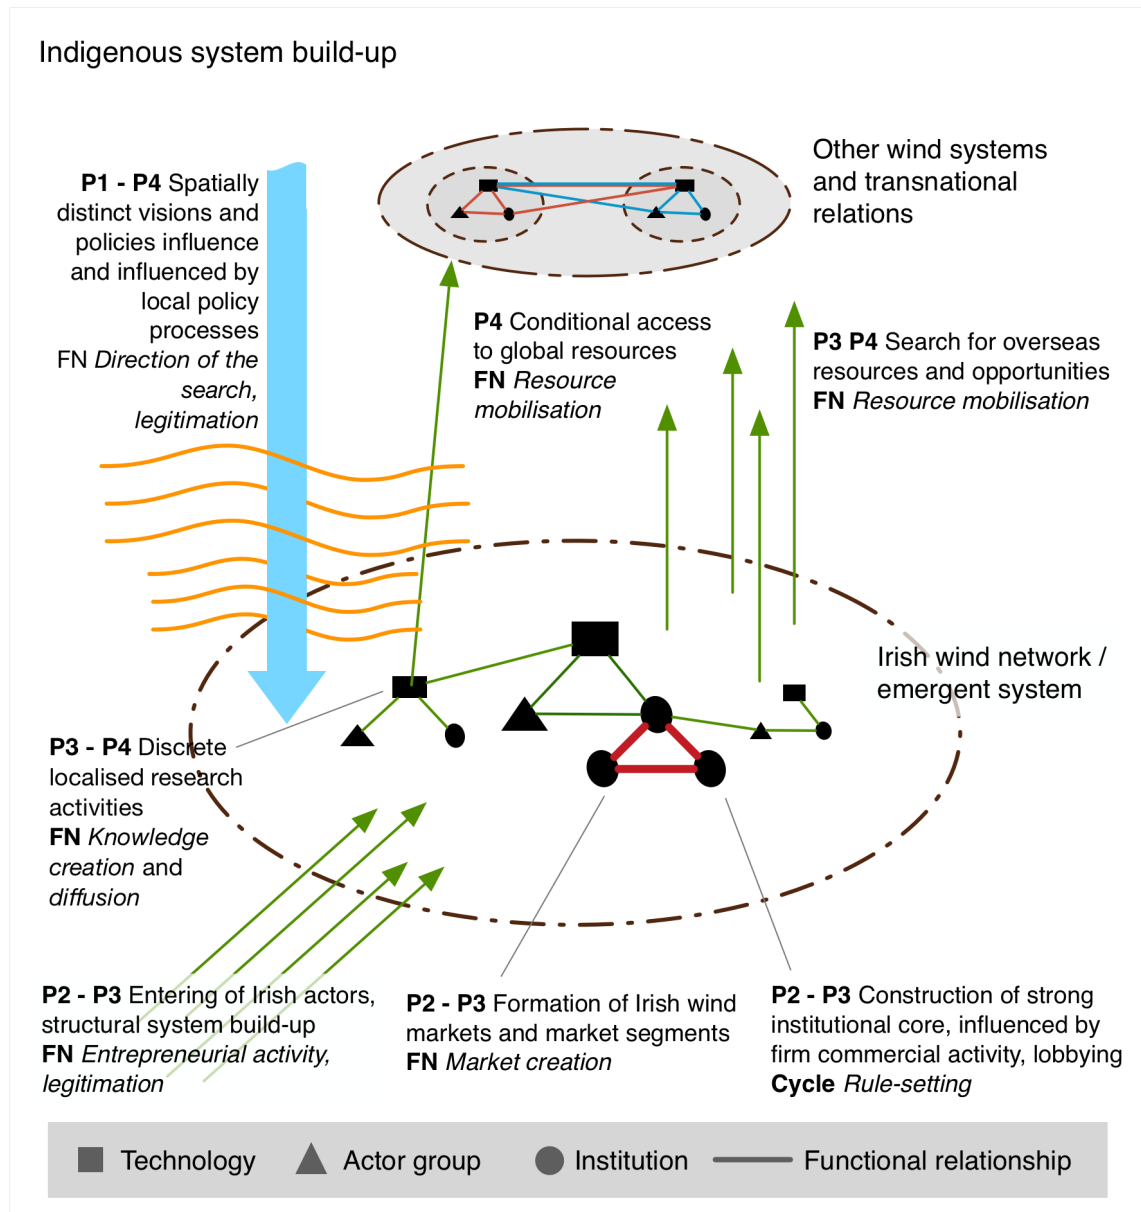 Indigenous system build-up
Other wind systems
and transnational
relations
P1 - P4 Spatially
distinct visions and
policies influence
and influenced by
local policy
processes
FN Direction of the
search,
legitimation
P4 Conditional access
to global resources
FN Resource
mobilisation
P3 P4 Search for overseas
resources and opportunities
FN Resource mobilisation
Irish wind network /
emergent system
P3 - P4 Discrete
localised research
activities
FN Knowledge
creation and
diffusion
P2 - P3 Entering of Irish actors,
structural system build-up
FN Entrepreneurial activity,
legitimation
P2 - P3 Formation of Irish wind
markets and market segments
FN Market creation
P2 - P3 Construction of strong
institutional core, influenced by
firm commercial activity, lobbying
Cycle Rule-setting
Technology
Actor group
Institution
Functional relationship